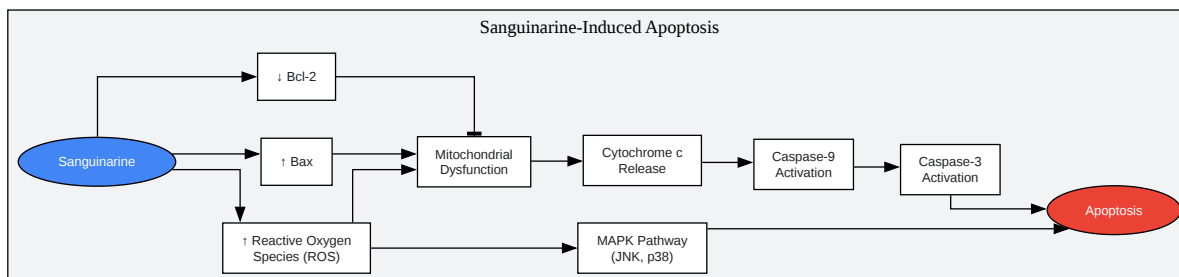 Sanguinarine-Induced Apoptosis
↓ Bcl-2
Sanguinarine
↑ Bax
Mitochondrial
Dysfunction
Cytochrome c
Release
Caspase-9
Activation
Caspase-3
Activation
Apoptosis
↑ Reactive Oxygen
Species (ROS)
MAPK Pathway
(JNK, p38)